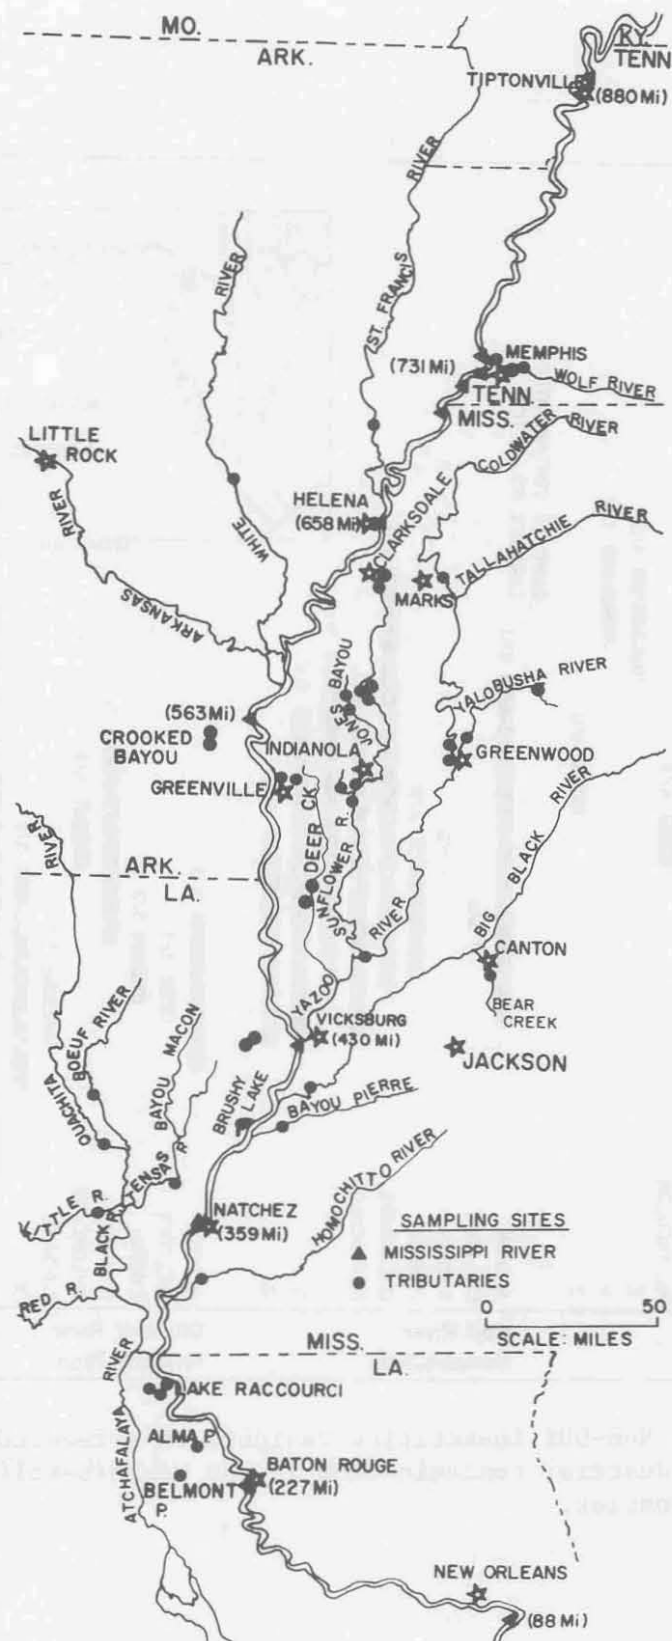 MO.
ARK.
KY.
TENN
TIPTONVILLE
(880 Mi)
RIVER
ST. FRANCIS
RIVER
WHITE
(731 Mi)
MEMPHIS
WOLF RIVER
TENN.
MISS.
COLDWATER RIVER
LITTLE
ROCK
RIVER
ARKANSAS
HELENA
(658 Mi)
CLARKSDALE
MARKS
TALLAHATCHIE RIVER
(563 Mi)
CROOKED
BAYOU
JONES BAYOU
YALOBUSHA RIVER
INDIANOLA
GREENWOOD
GREENVILLE
DEER CK
SUNFLOWER R.
BIG BLACK RIVER
RIVER
ARK.
LA.
YAZOO RIVER
CANTON
BEAR
CREEK
VICKSBURG
(430 Mi)
JACKSON
OUACHITA
BOEUF RIVER
BAYOU MACON
BRUSHY
LAKE
BAYOU PIERRE
TENSAS R.
TTLE R.
BLACK R.
RED R.
NATCHEZ
(359 Mi)
HOMOCHITTO RIVER
SAMPLING SITES
MISSISSIPPI RIVER
TRIBUTARIES
0 50
SCALE: MILES
MISS.
LA.
ATCHAFALAYA RIVER
LAKE RACCOURCI
ALMA P.
BELMONT
P.
BATON ROUGE
(227 Mi)
NEW ORLEANS
(88 Mi)